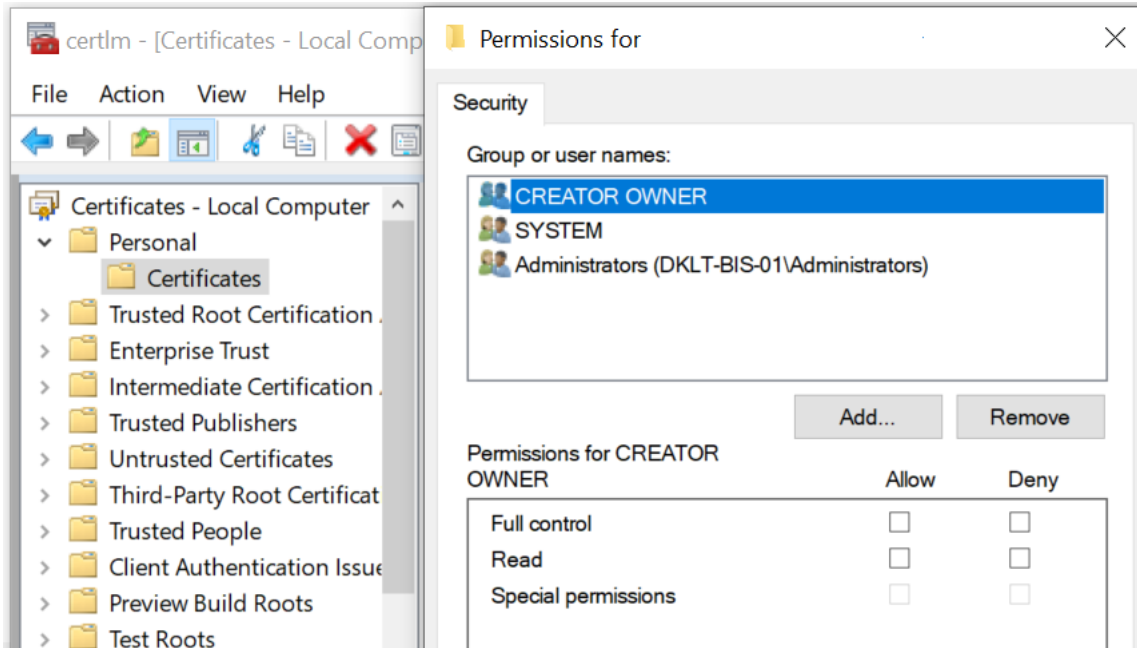 certlm - [Certificates - Local Comp
File Action View Help
Certificates - Local Computer
Personal
Certificates
Trusted Root Certification .
Enterprise Trust
Intermediate Certification .
Trusted Publishers
Untrusted Certificates
Third-Party Root Certificat
Trusted People
Client Authentication Issue
Preview Build Roots
Test Roots
Permissions for
Security
Group or user names:
CREATOR OWNER
SYSTEM
Administrators (DKLT-BIS-01\Administrators)
Add... Remove
Permissions for CREATOR
OWNER Allow Deny
Full control
Read
Special permissions